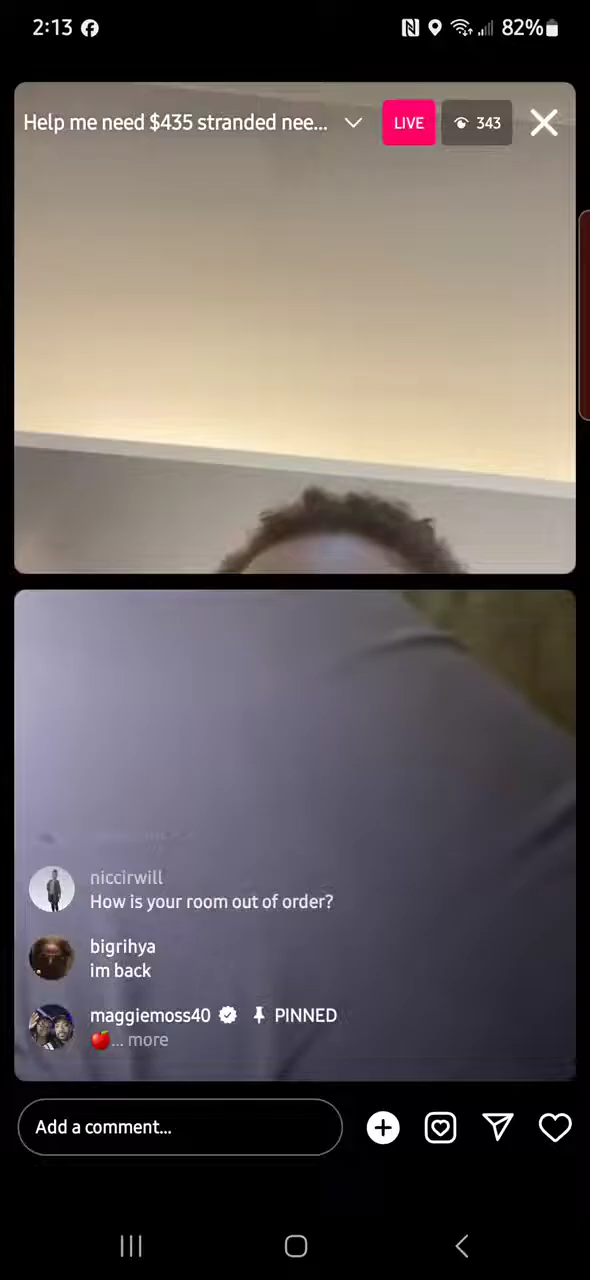 2:13 82%
Help me need $435 stranded nee... LIVE 343
niccirwill
How is your room out of order?
bigrihya
im back
maggiemoss40 PINNED
🍎... more
Add a comment...